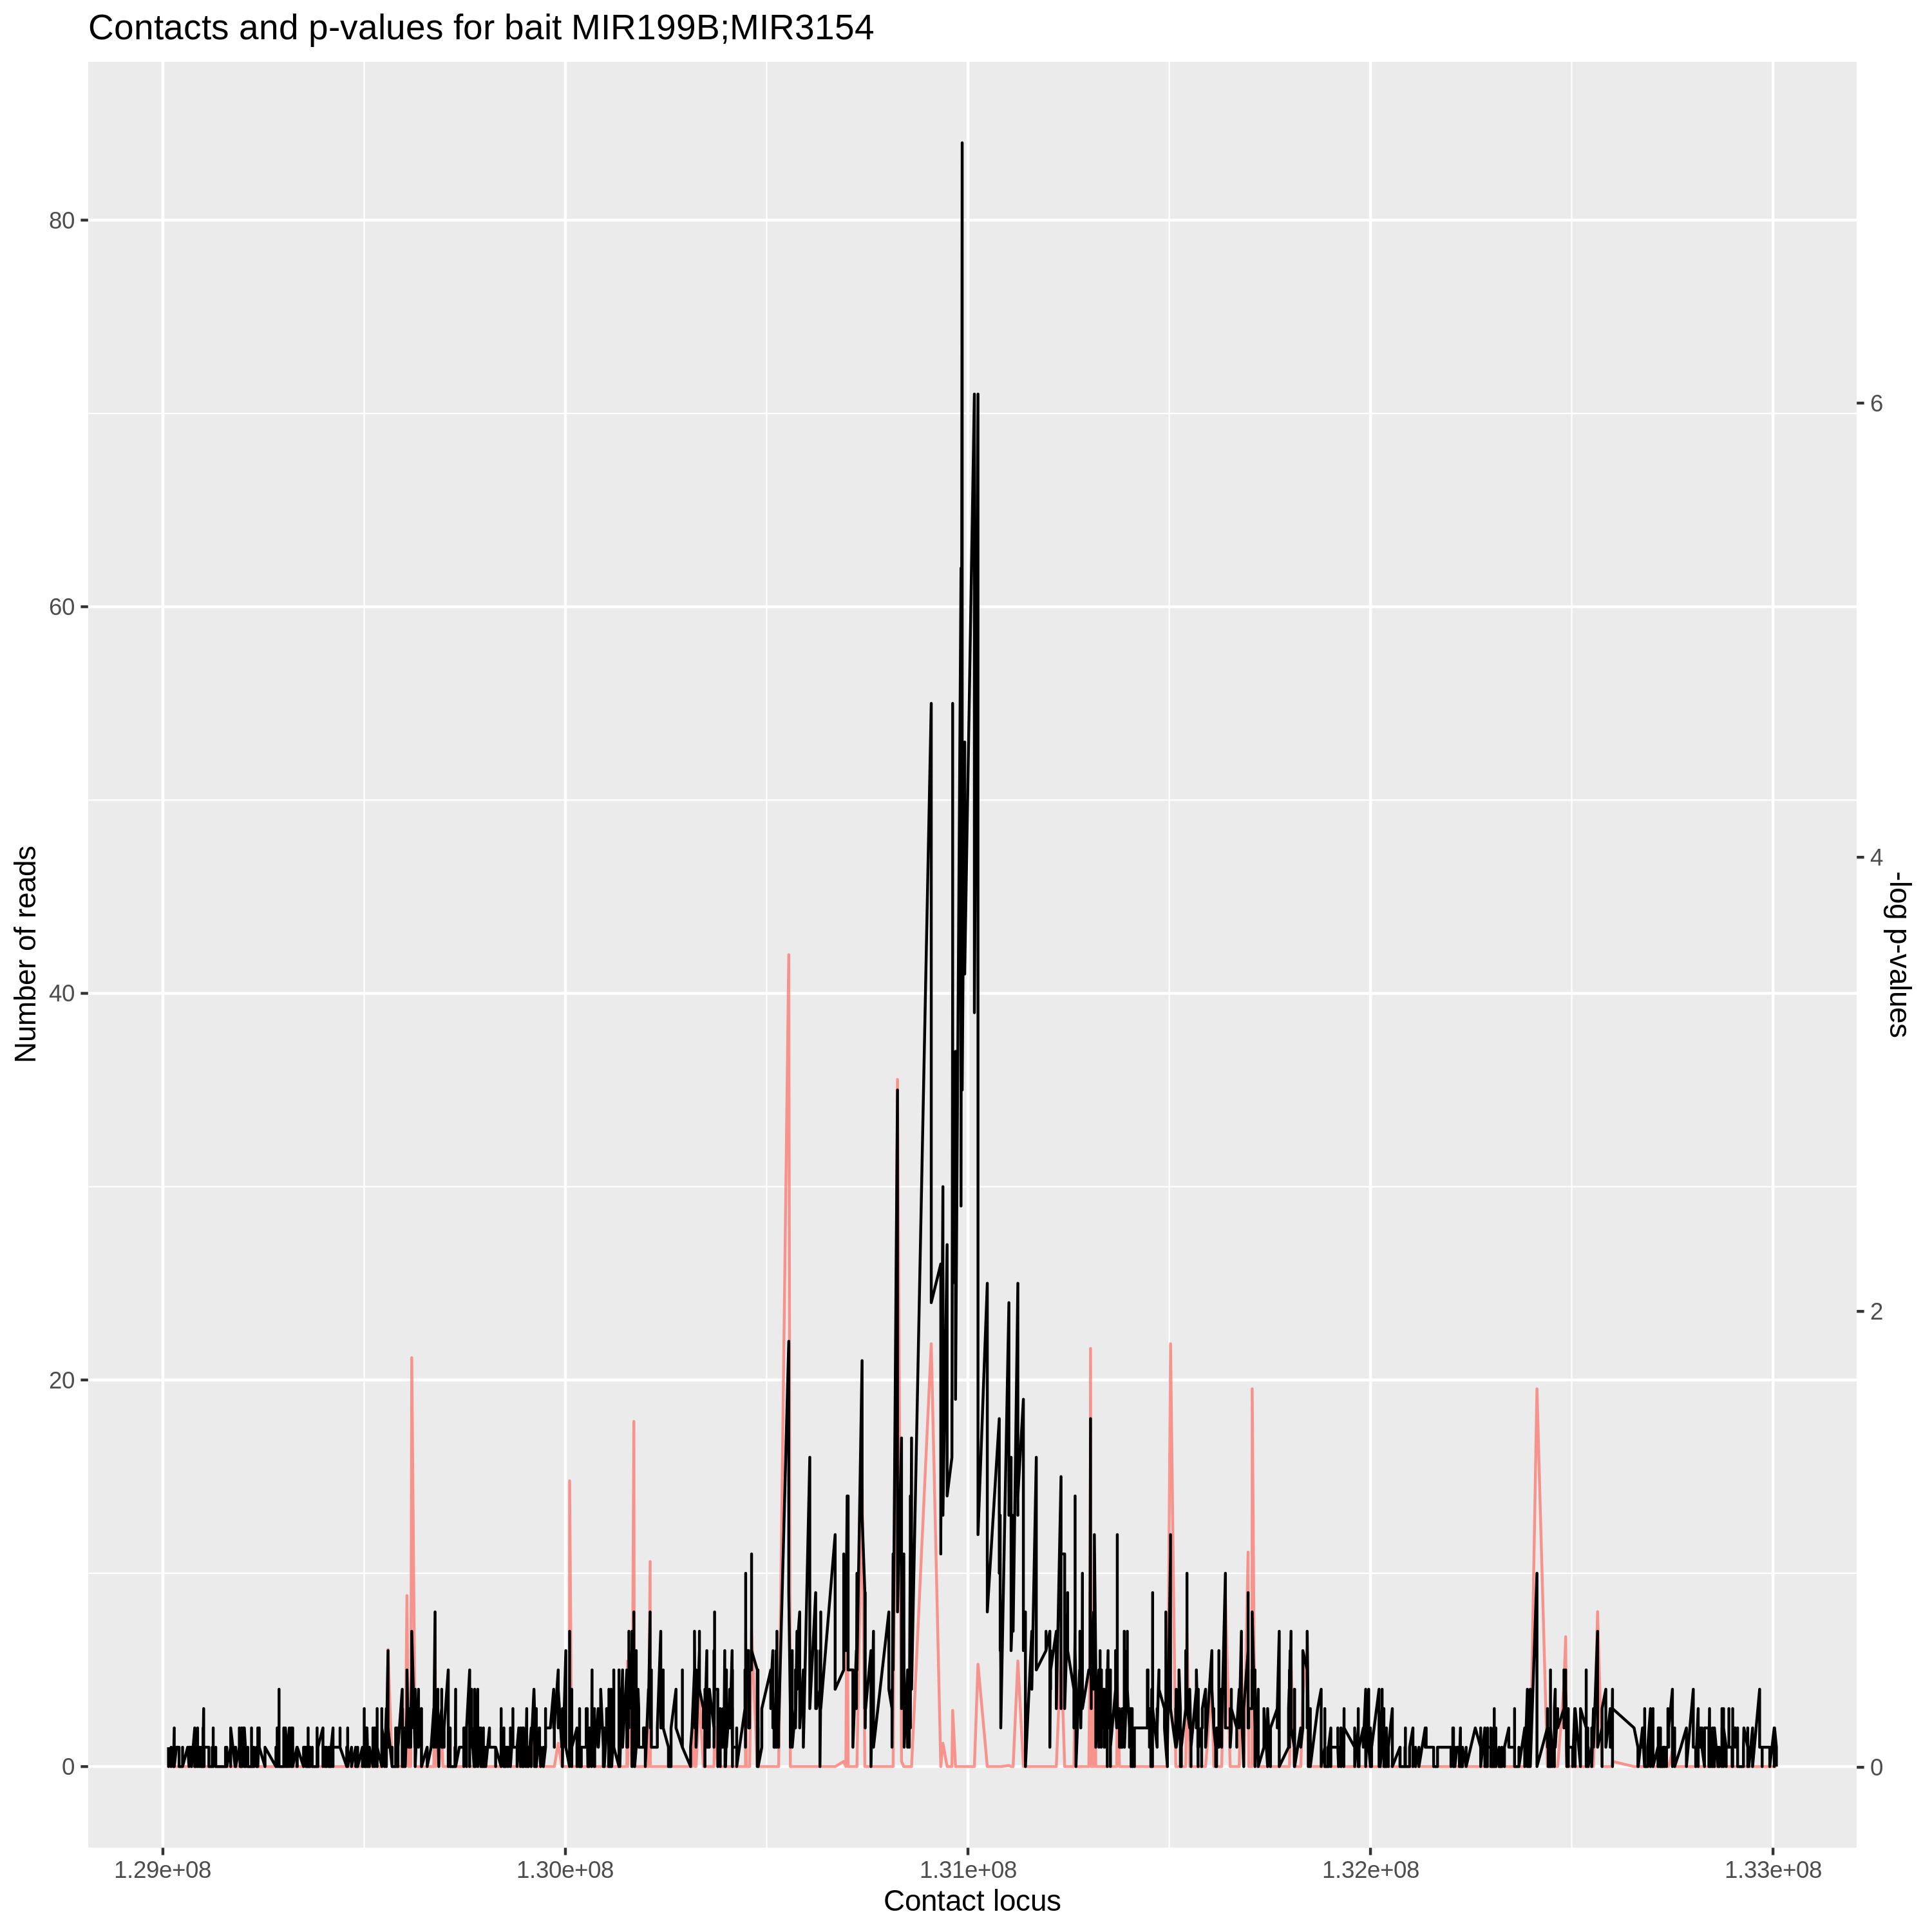 Contacts and p-values for bait MIR199B;MIR3154
80
60
40
20
0
Number of reads
6
4
2
0
-log p-values
1.29e+08
1.30e+08
1.31e+08
1.32e+08
1.33e+08
Contact locus